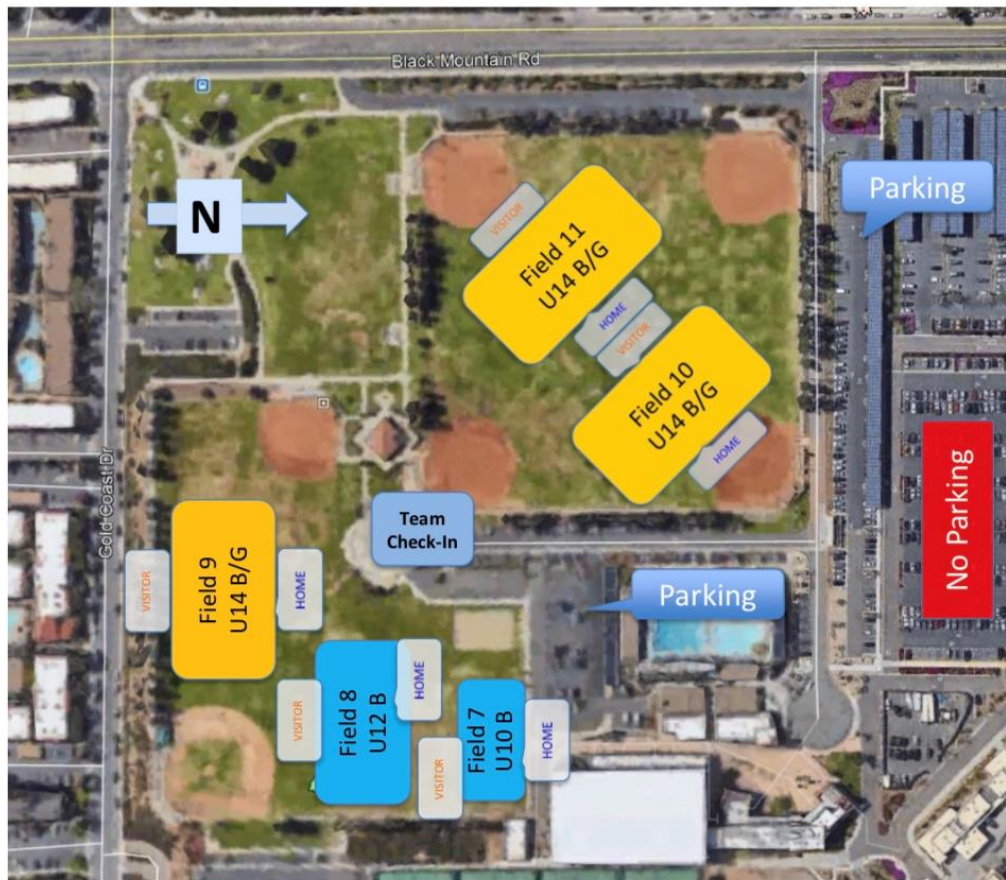 Black Mountain Rd
Parking
N
VISITOR
Field 11
U14 B/G
HOME
VISITOR
Field 10
U14 B/G
HOME
Gold Coast Dr
No Parking
Team
Check-In
VISITOR
Field 9
U14 B/G
HOME
Parking
VISITOR
Field 8
U12 B
HOME
VISITOR
Field 7
U10 B
HOME